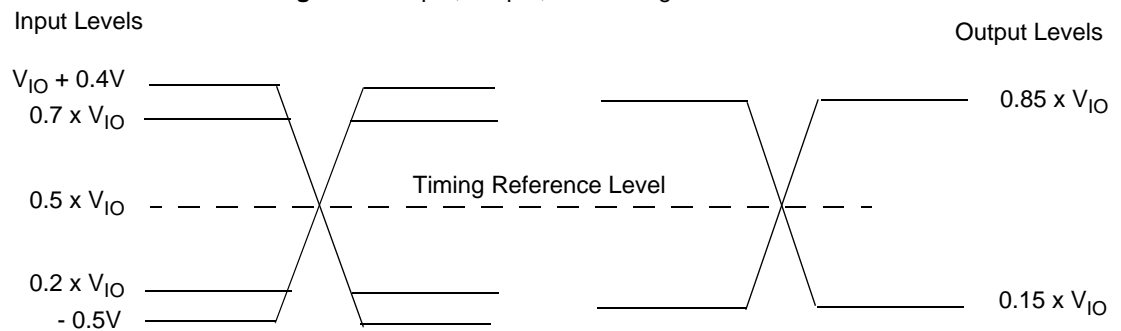 Input Levels
Output Levels
V_IO + 0.4V
0.7 x V_IO
0.85 x V_IO
Timing Reference Level
0.5 x V_IO
0.2 x V_IO
0.15 x V_IO
- 0.5V